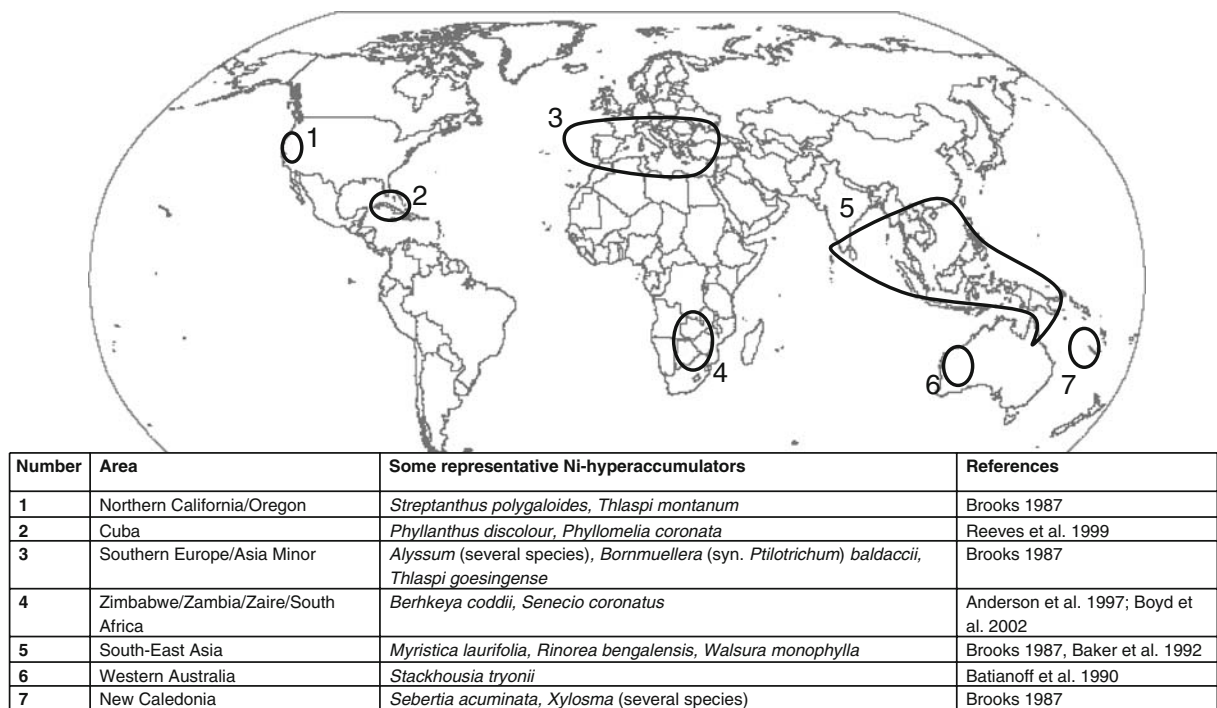 3
1
2
5
4
6
7
Number Area Some representative Ni-hyperaccumulators References
1 Northern California/Oregon Streptanthus polygaloides, Thlaspi montanum Brooks 1987
2 Cuba Phyllanthus discolour, Phyllomelia coronata Reeves et al. 1999
3 Southern Europe/Asia Minor Alyssum (several species), Bornmuellera (syn. Ptilotrichum) baldaccii, Brooks 1987
Thlaspi goesingense
4 Zimbabwe/Zambia/Zaire/South Berhkeya coddii, Senecio coronatus Anderson et al. 1997; Boyd et
Africa al. 2002
5 South-East Asia Myristica laurifolia, Rinorea bengalensis, Walsura monophylla Brooks 1987, Baker et al. 1992
6 Western Australia Stackhousia tryonii Batianoff et al. 1990
7 New Caledonia Sebertia acuminata, Xylosma (several species) Brooks 1987